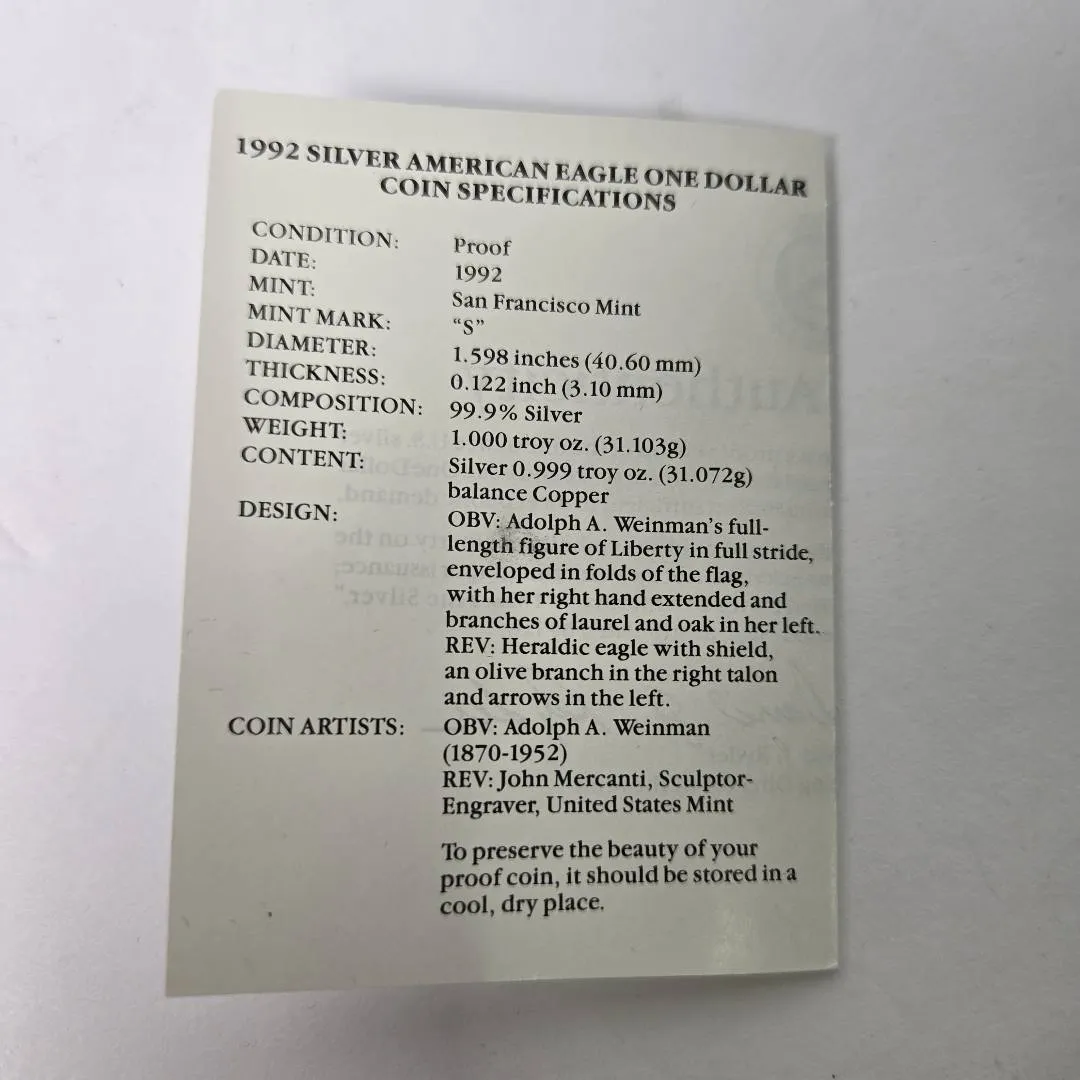 1992 SILVER AMERICAN EAGLE ONE DOLLAR
COIN SPECIFICATIONS
CONDITION: Proof
DATE: 1992
MINT: San Francisco Mint
MINT MARK: “S”
DIAMETER: 1.598 inches (40.60 mm)
THICKNESS: 0.122 inch (3.10 mm)
COMPOSITION: 99.9% Silver
WEIGHT: 1.000 troy oz. (31.103g)
CONTENT: Silver 0.999 troy oz. (31.072g)
balance Copper
DESIGN: OBV: Adolph A. Weinman’s full-
length figure of Liberty in full stride,
enveloped in folds of the flag,
with her right hand extended and
branches of laurel and oak in her left.
REV: Heraldic eagle with shield,
an olive branch in the right talon
and arrows in the left.
COIN ARTISTS: OBV: Adolph A. Weinman
(1870-1952)
REV: John Mercanti, Sculptor-
Engraver, United States Mint
To preserve the beauty of your
proof coin, it should be stored in a
cool, dry place.